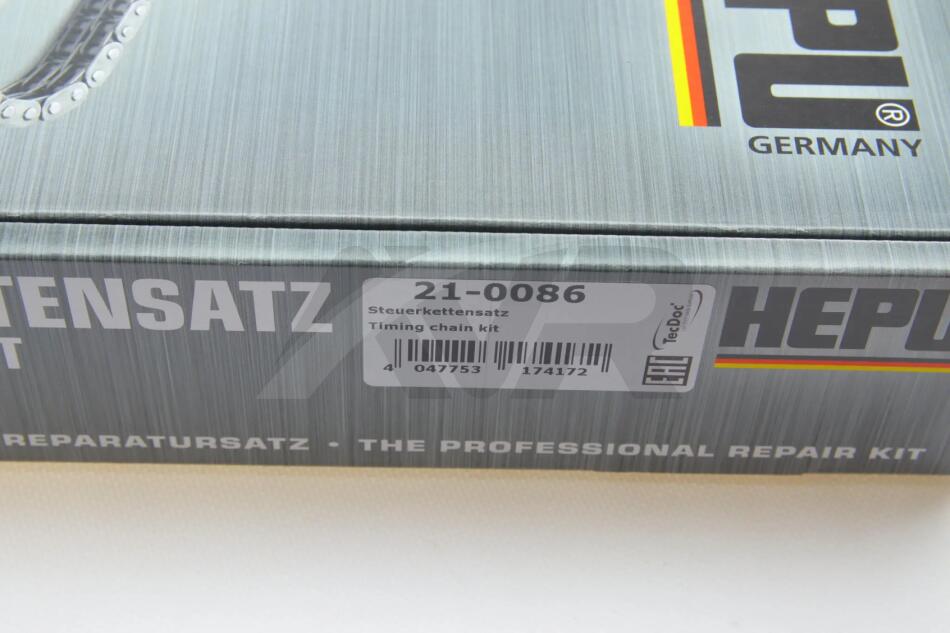 HEPU®
GERMANY
TENSATZ
T
21-0086
Steuerkettensatz
Timing chain kit
4 047753 174172
TecDoc
EAC
HEPU
REPARATURSATZ • THE PROFESSIONAL REPAIR KIT